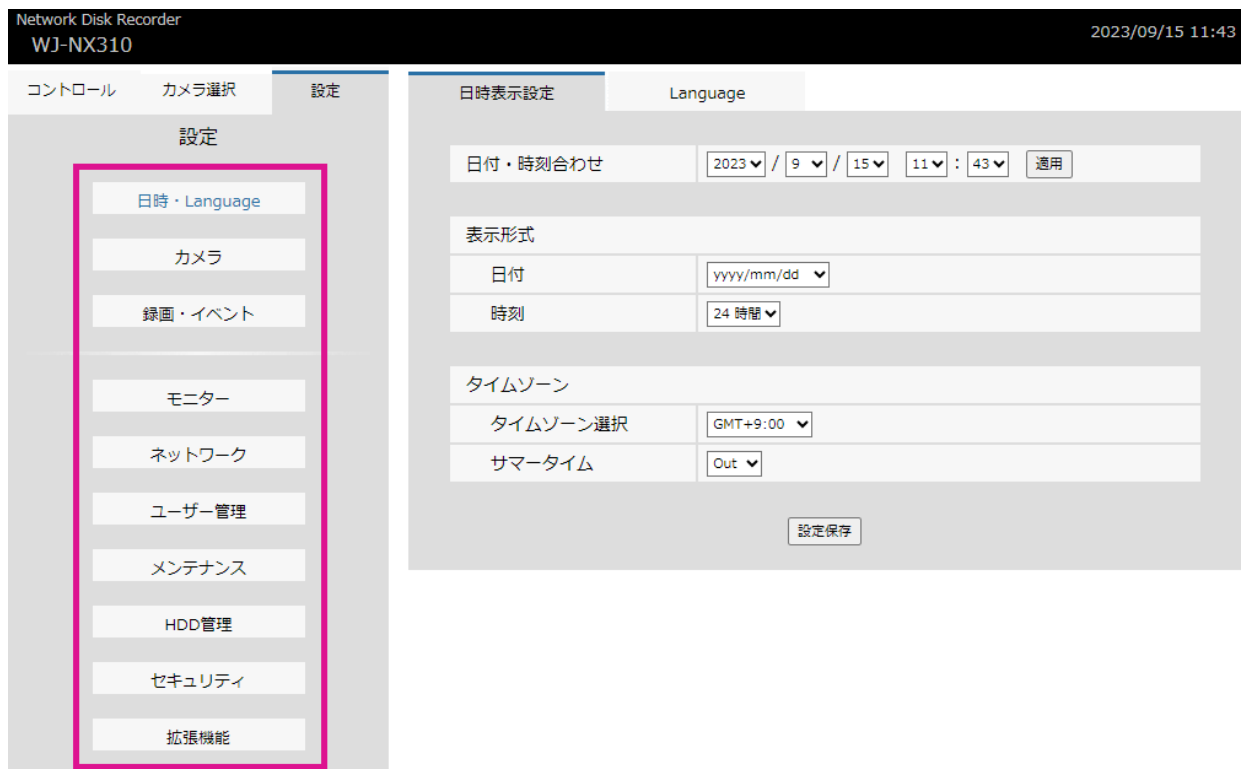 Network Disk Recorder
WJ-NX310
2023/09/15 11:43
コントロール カメラ選択 設定
設定
日時・Language
カメラ
録画・イベント
モニター
ネットワーク
ユーザー管理
メンテナンス
HDD管理
セキュリティ
拡張機能
日時表示設定 Language
日付・時刻合わせ 2023 / 9 / 15 11 : 43 適用
表示形式
日付 yyyy/mm/dd
時刻 24 時間
タイムゾーン
タイムゾーン選択 GMT+9:00
サマータイム Out
設定保存